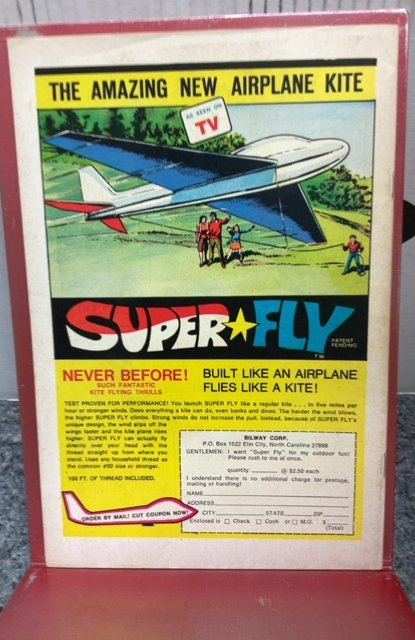 THE AMAZING NEW AIRPLANE KITE
AS SEEN ON
TV
SUPER★FLY
T.M.
PATENT
PENDING
NEVER BEFORE!
SUCH FANTASTIC
KITE FLYING THRILLS
BUILT LIKE AN AIRPLANE
FLIES LIKE A KITE!
TEST PROVEN FOR PERFORMANCE! You launch SUPER FLY like a regular kite . . . in five miles per
hour or stronger winds. Does everything a kite can do, even banks and dives. The harder the wind blows,
the higher SUPER FLY climbs. Strong winds do not increase the pull. Instead, because of SUPER FLY's
unique design, the wind slips off the
wings faster and the kite plane rises
higher. SUPER FLY can actually fly
directly over your head with the
thread straight up from where you
stand. Uses any household thread as
the common #50 size or stronger.
100 FT. OF THREAD INCLUDED.
ORDER BY MAIL! CUT COUPON NOW!
BILWAY CORP.
P.O. Box 1522 Elm City, North Carolina 27898
GENTLEMEN: I want "Super Fly" for my outdoor fun!
Please rush to me at once.
quantity @ $2.50 each
I understand there is no additional charge for postage,
mailing or handling!
NAME
ADDRESS
CITY STATE ZIP
Enclosed is □ Check □ Cash or □ M.O. $
(Total)